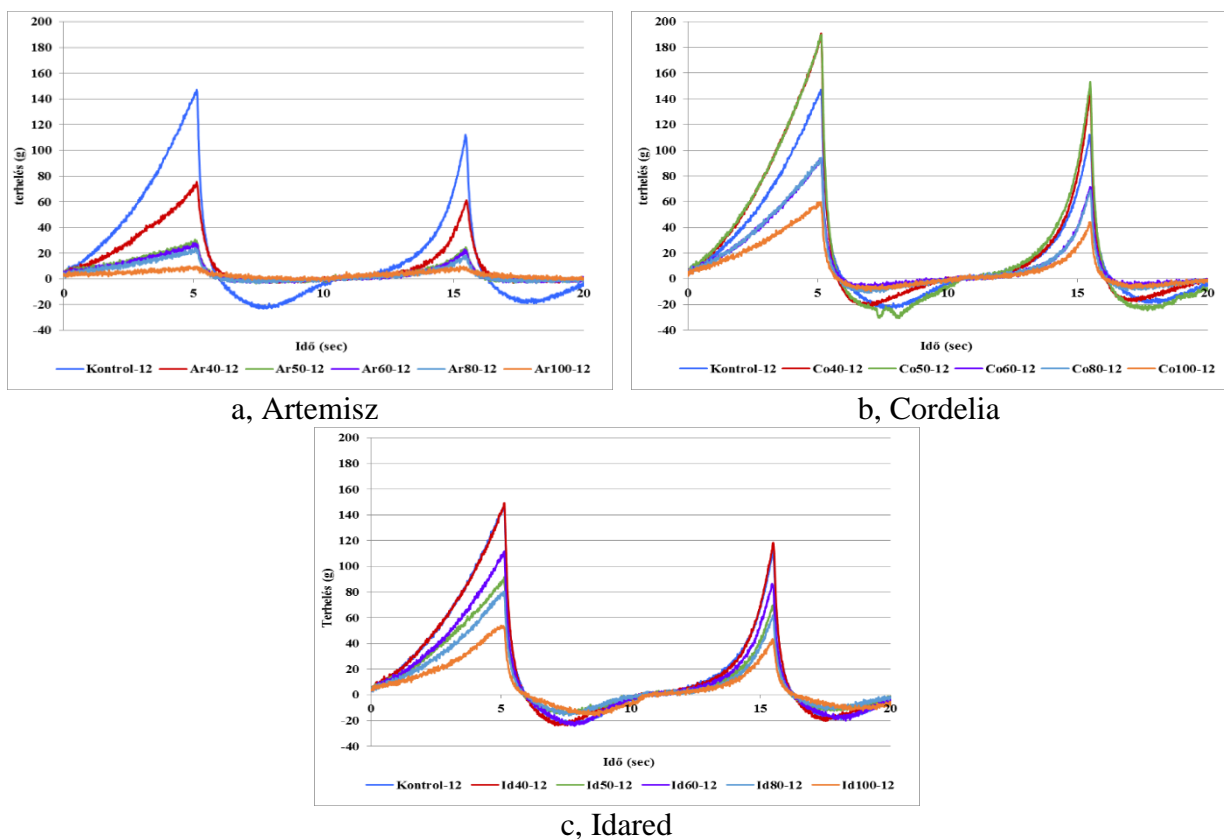 200
180
160
140
120
100
80
60
40
20
0
-20
-40
terhelés (g)
0 5 10 15 20
Idő (sec)
Kontrol-12 Ar40-12 Ar50-12 Ar60-12 Ar80-12 Ar100-12
a, Artemisz
200
180
160
140
120
100
80
60
40
20
0
-20
-40
terhelés (g)
0 5 10 15 20
Idő (sec)
Kontrol-12 Co40-12 Co50-12 Co60-12 Co80-12 Co100-12
b, Cordelia
200
180
160
140
120
100
80
60
40
20
0
-20
-40
Terhelés (g)
0 5 10 15 20
Idő (sec)
Kontrol-12 Id40-12 Id50-12 Id60-12 Id80-12 Id100-12
c, Idared